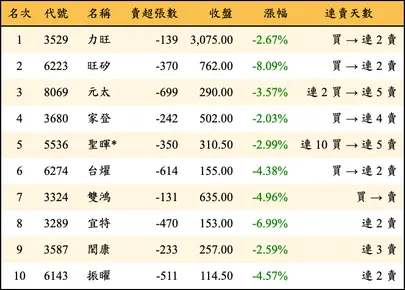 名次 代號 名稱 賣超張數 收盤 漲幅 連賣天數
1 3529 力旺 -139 3,075.00 -2.67% 買 → 連 2 賣
2 6223 旺矽 -370 762.00 -8.09% 買 → 連 2 賣
3 8069 元太 -699 290.00 -3.57% 連 2 買 → 連 5 賣
4 3680 家登 -242 502.00 -2.03% 買 → 連 4 賣
5 5536 聖暉* -350 310.50 -2.99% 連 10 買 → 連 5 賣
6 6274 台燿 -614 155.00 -4.38% 買 → 連 2 賣
7 3324 雙鴻 -131 635.00 -4.96% 買 → 賣
8 3289 宜特 -470 153.00 -6.99% 連 2 賣
9 3587 閎康 -233 257.00 -2.59% 連 3 賣
10 6143 振曜 -511 114.50 -4.57% 連 2 賣